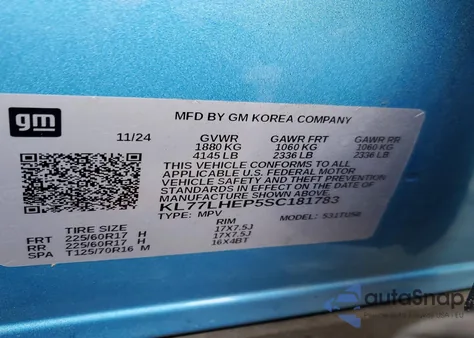 gm
MFD BY GM KOREA COMPANY
11/24 GVWR GAWR FRT GAWR RR
1880 KG 1060 KG 1060 KG
4145 LB 2336 LB 2336 LB
THIS VEHICLE CONFORMS TO ALL
APPLICABLE U.S. FEDERAL MOTOR
VEHICLE SAFETY AND THEFT PREVENTION
STANDARDS IN EFFECT ON THE DATE OF
MANUFACTURE SHOWN ABOVE.
KL77LHEP5SC181783
TYPE: MPV MODEL:
TIRE SIZE RIM
FRT 225/60R17 H 17X7.5J
RR 225/60R17 H 17X7.5J
SPA T125/70R16 M 16X4BT
autoSnap